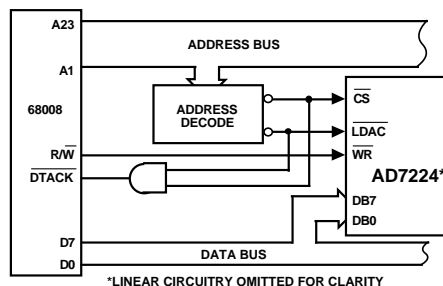 A23
ADDRESS BUS
A1
68008
ADDRESS
DECODE
CS
LDAC
R/W
WR
DTACK
AD7224*
DB7
DB0
D7
DATA BUS
D0
*LINEAR CIRCUITRY OMITTED FOR CLARITY